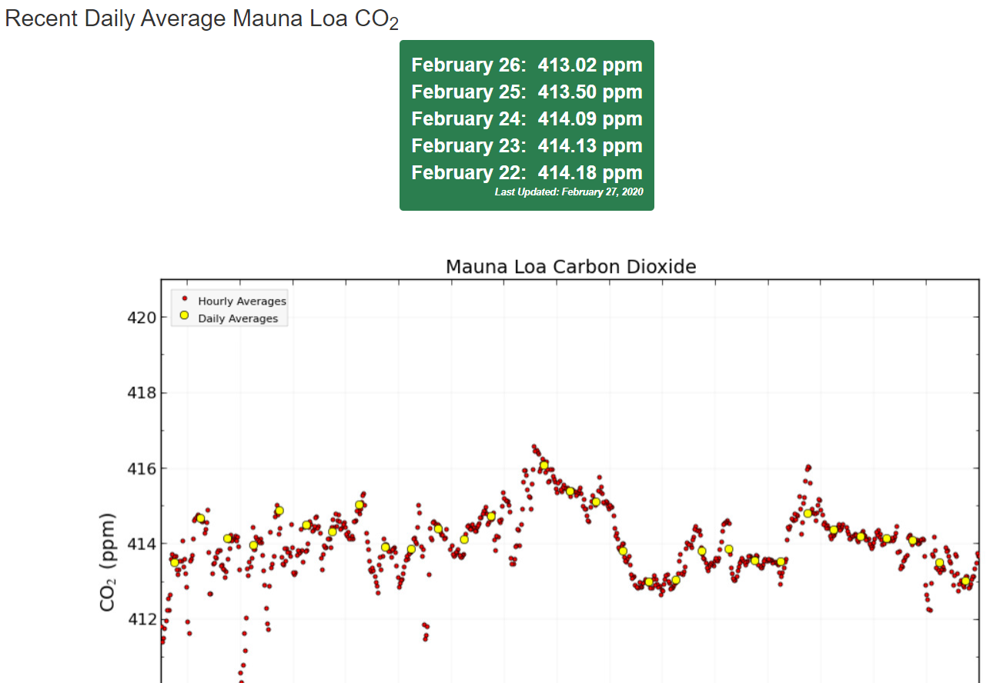 Recent Daily Average Mauna Loa CO₂
February 26: 413.02 ppm
February 25: 413.50 ppm
February 24: 414.09 ppm
February 23: 414.13 ppm
February 22: 414.18 ppm
Last Updated: February 27, 2020
Mauna Loa Carbon Dioxide
Hourly Averages
Daily Averages
420
418
416
414
412
CO₂ (ppm)